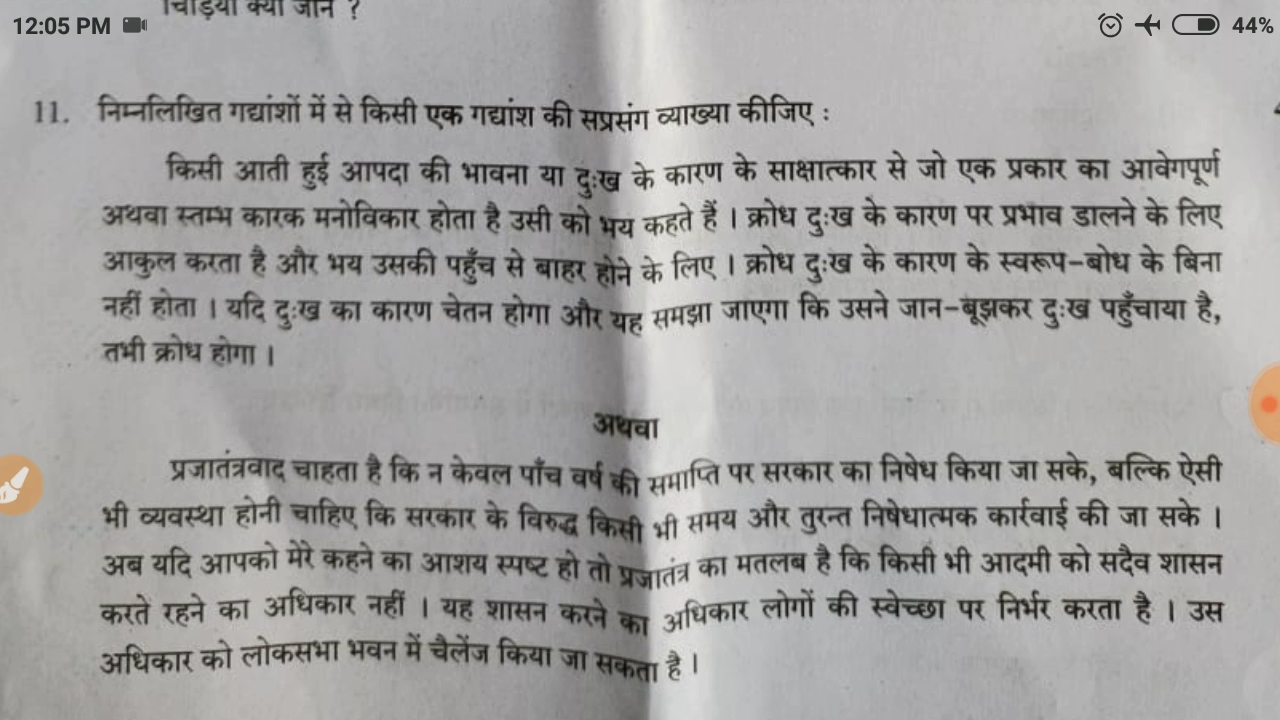 चिड़िया क्या जाने ?
12:05 PM 44%
11. निम्नलिखित गद्यांशों में से किसी एक गद्यांश की सप्रसंग व्याख्या कीजिए :
किसी आती हुई आपदा की भावना या दुःख के कारण के साक्षात्कार से जो एक प्रकार का आवेगपूर्ण
अथवा स्तम्भ कारक मनोविकार होता है उसी को भय कहते हैं । क्रोध दुःख के कारण पर प्रभाव डालने के लिए
आकुल करता है और भय उसकी पहुँच से बाहर होने के लिए । क्रोध दुःख के कारण के स्वरूप-बोध के बिना
नहीं होता । यदि दुःख का कारण चेतन होगा और यह समझा जाएगा कि उसने जान-बूझकर दुःख पहुँचाया है,
तभी क्रोध होगा ।
अथवा
प्रजातंत्रवाद चाहता है कि न केवल पाँच वर्ष की समाप्ति पर सरकार का निषेध किया जा सके, बल्कि ऐसी
भी व्यवस्था होनी चाहिए कि सरकार के विरुद्ध किसी भी समय और तुरन्त निषेधात्मक कार्रवाई की जा सके ।
अब यदि आपको मेरे कहने का आशय स्पष्ट हो तो प्रजातंत्र का मतलब है कि किसी भी आदमी को सदैव शासन
करते रहने का अधिकार नहीं । यह शासन करने का अधिकार लोगों की स्वेच्छा पर निर्भर करता है । उस
अधिकार को लोकसभा भवन में चैलेंज किया जा सकता है ।